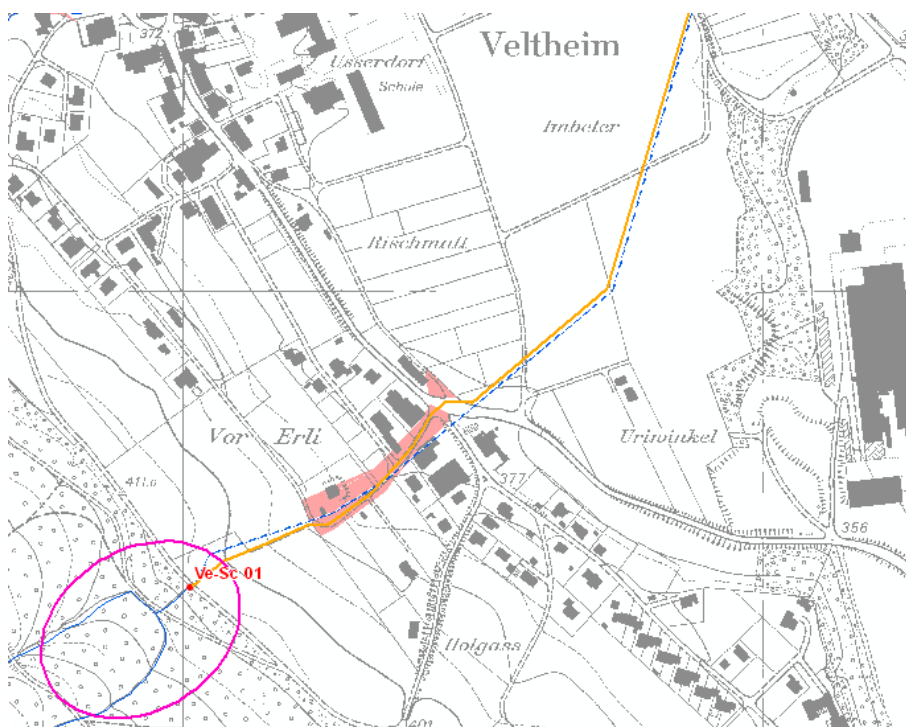 372
Veltheim
Usserdorf
Schule
Imbeter
Rischmatt
Vor Erli
Uriwinkel
411.6
377
356
Ve-Sc 01
Holgass
401